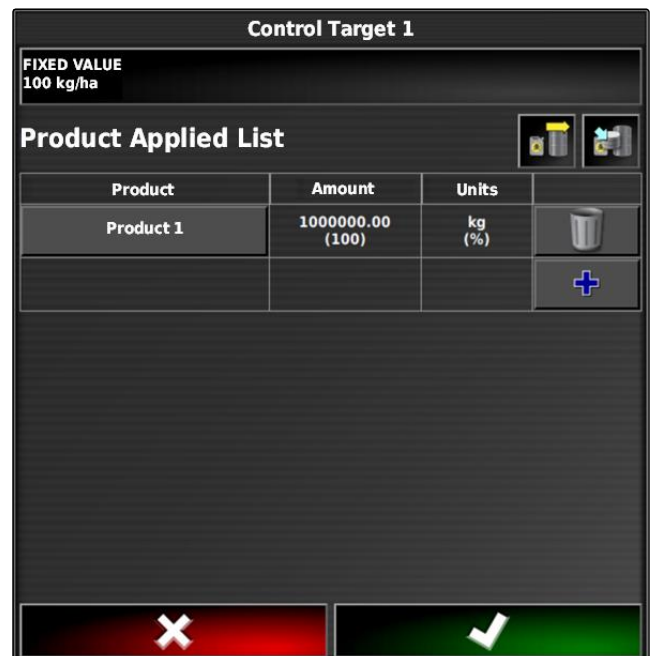 Control Target 1
FIXED VALUE
100 kg/ha
Product Applied List
Product Amount Units
Product 1 1000000.00 kg
(100) (%)